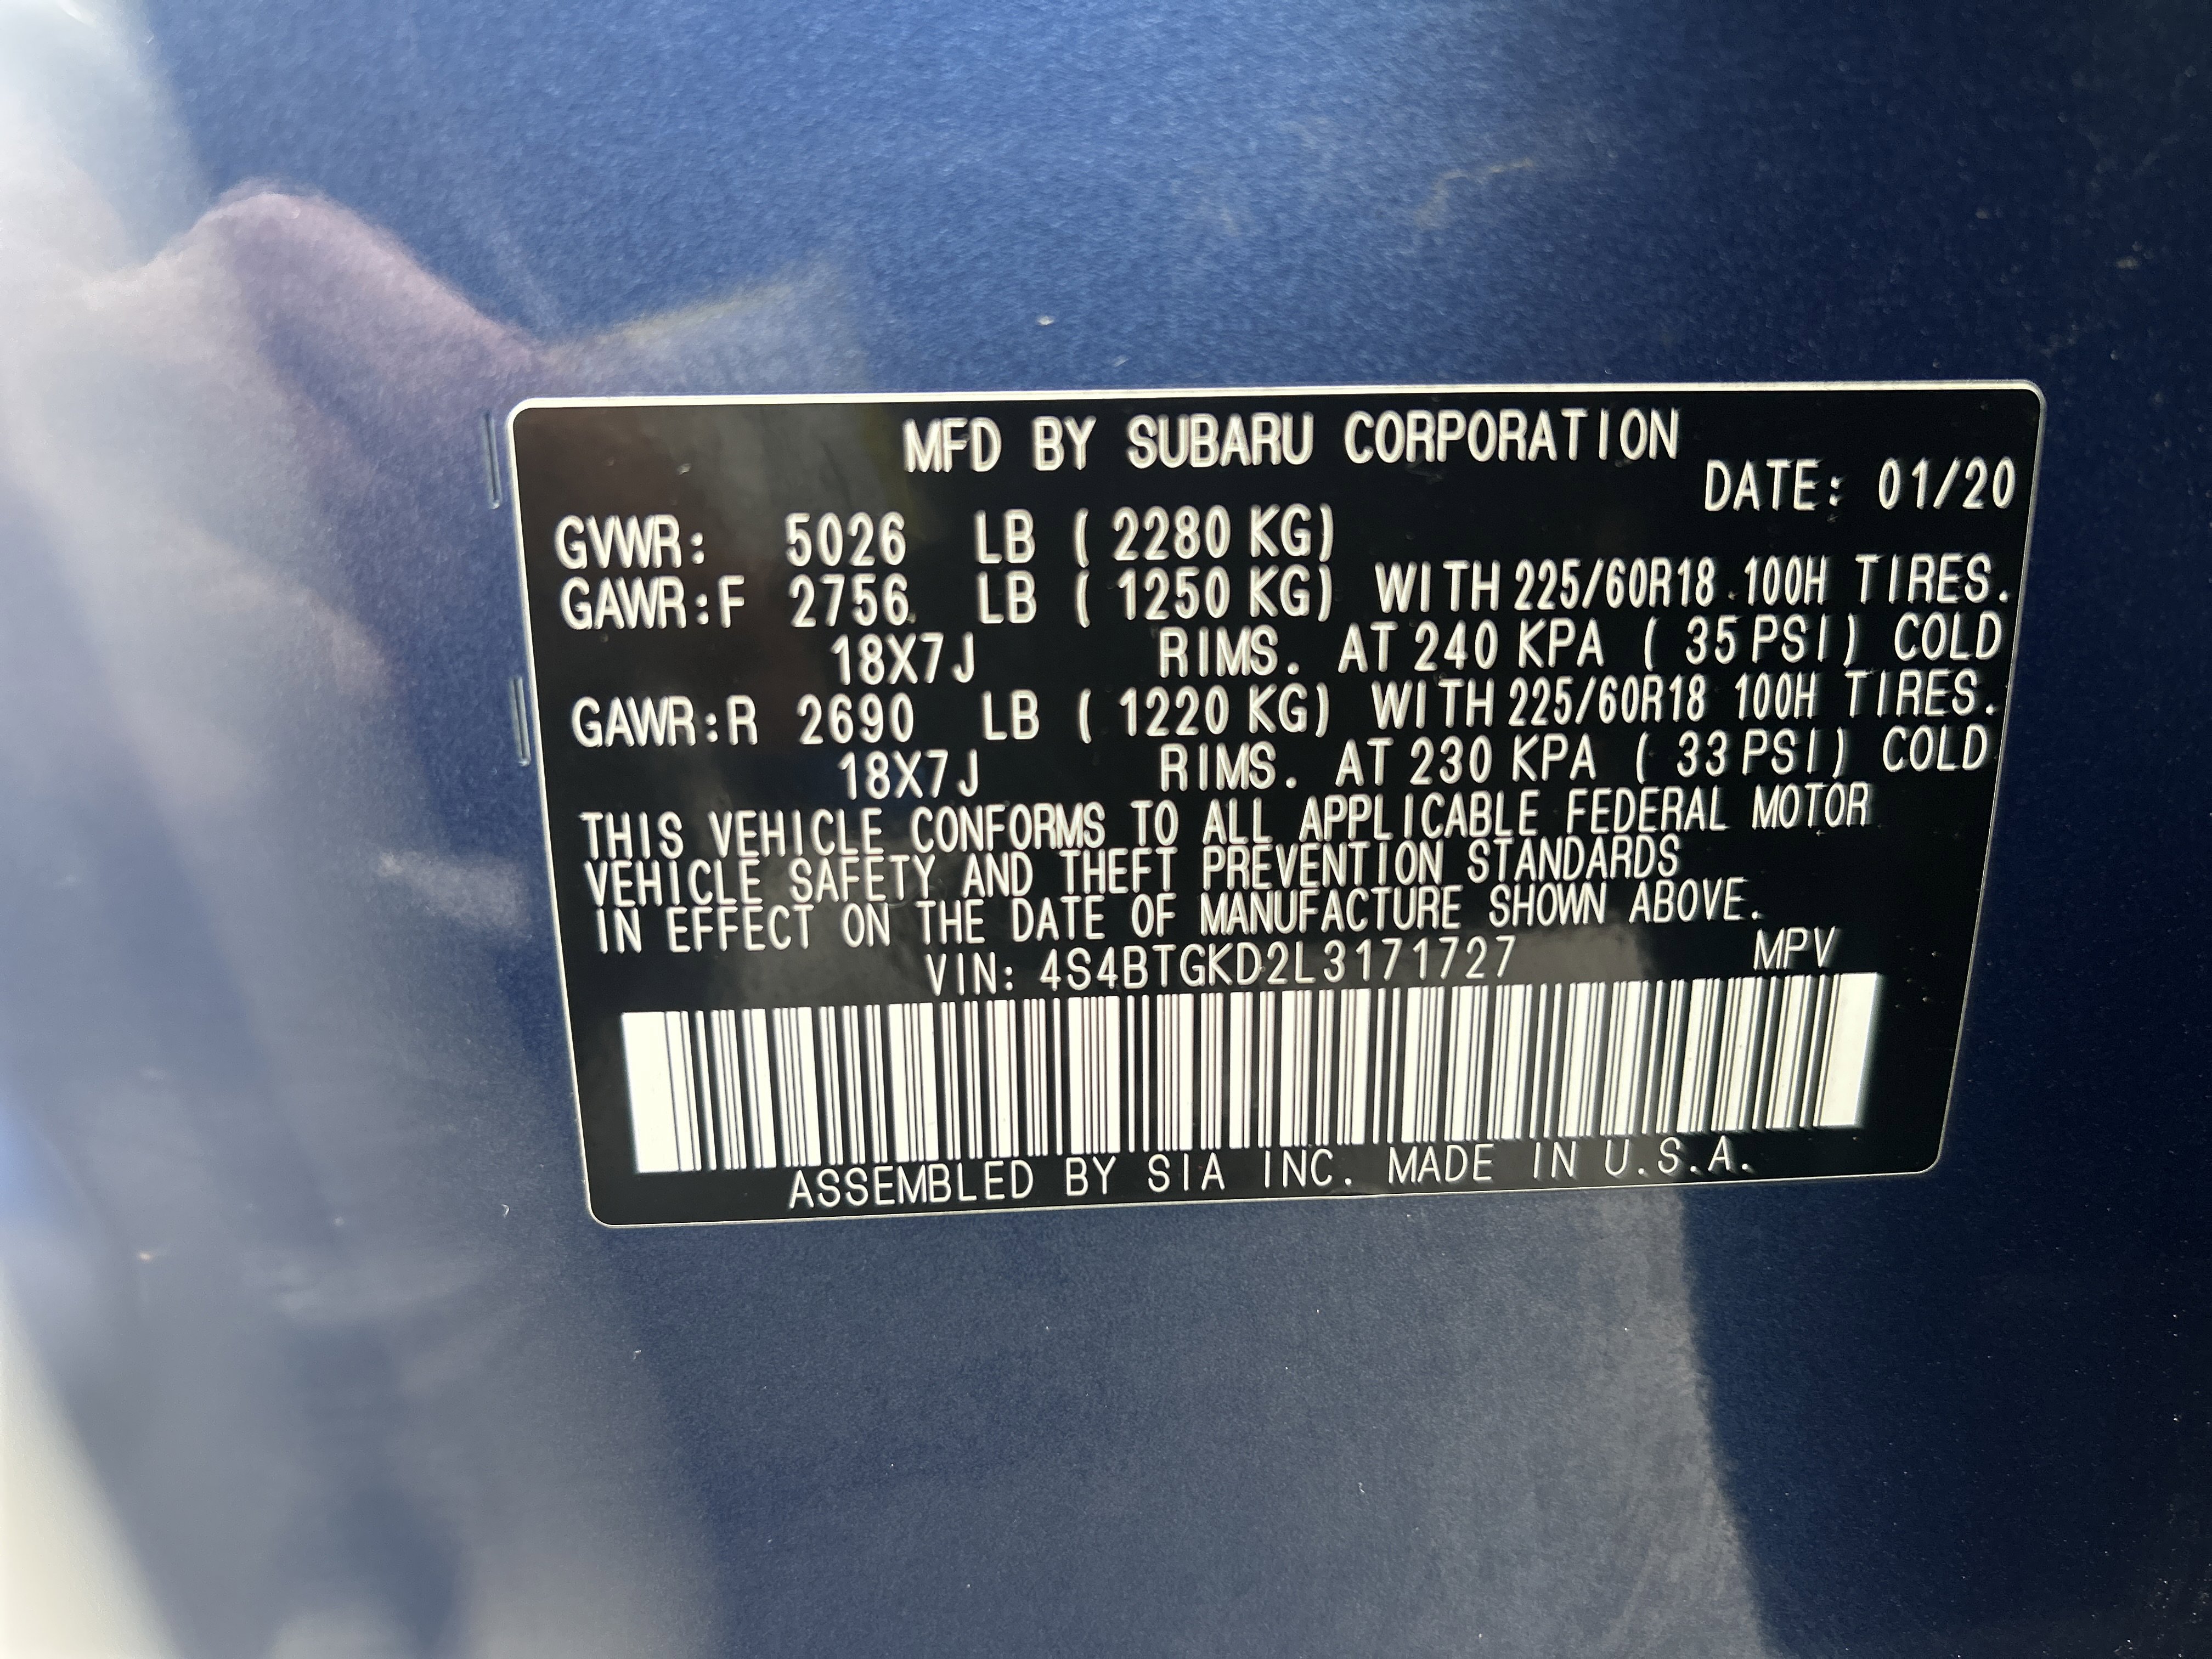 MFD BY SUBARU CORPORATION
DATE: 01/20
GVWR: 5026 LB ( 2280 KG)
GAWR:F 2756 LB ( 1250 KG) WITH 225/60R18 100H TIRES.
18X7J RIMS. AT 240 KPA ( 35 PSI) COLD
GAWR:R 2690 LB ( 1220 KG) WITH 225/60R18 100H TIRES.
18X7J RIMS. AT 230 KPA ( 33 PSI) COLD
THIS VEHICLE CONFORMS TO ALL APPLICABLE FEDERAL MOTOR
VEHICLE SAFETY AND THEFT PREVENTION STANDARDS
IN EFFECT ON THE DATE OF MANUFACTURE SHOWN ABOVE.
VIN: 4S4BTGKD2L3171727 MPV
ASSEMBLED BY SIA INC. MADE IN U.S.A.